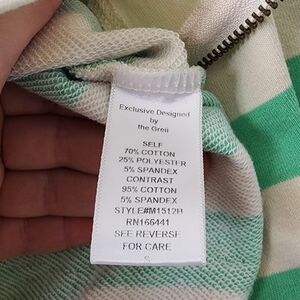 Exclusive Designed
by
the Greii
SELF
70% COTTON
25% POLYESTER
5% SPANDEX
CONTRAST
95% COTTON
5% SPANDEX
STYLE#M1512B
RN166441
SEE REVERSE
FOR CARE
S